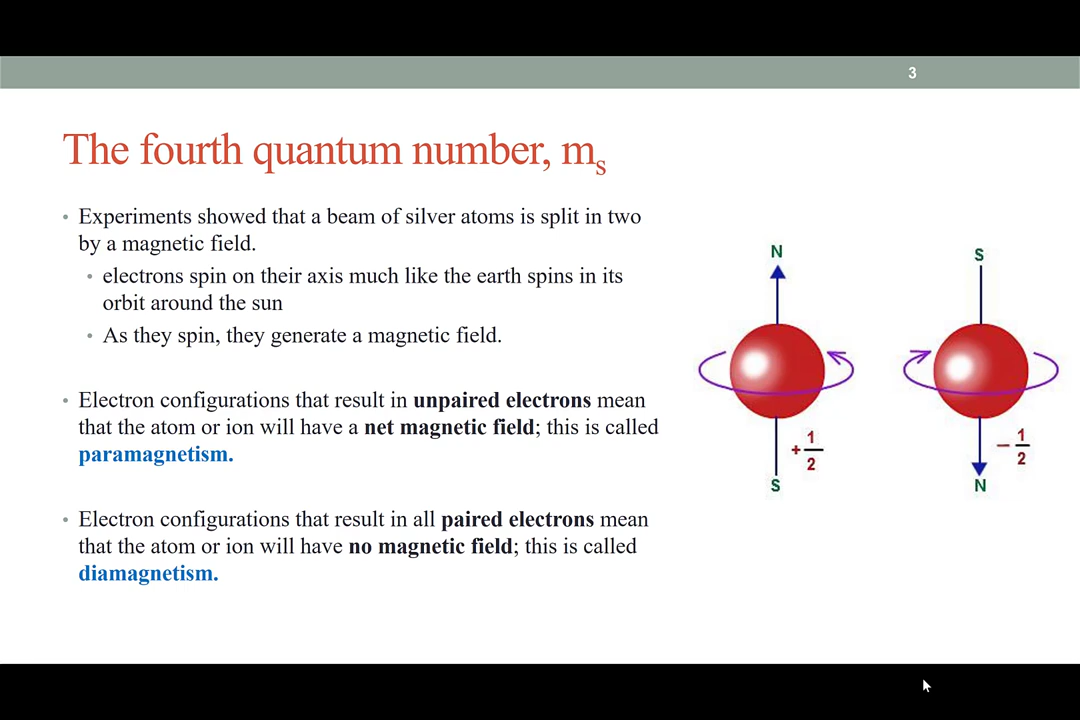 3
The fourth quantum number, ms
• Experiments showed that a beam of silver atoms is split in two
by a magnetic field.
• electrons spin on their axis much like the earth spins in its
orbit around the sun
• As they spin, they generate a magnetic field.
• Electron configurations that result in unpaired electrons mean
that the atom or ion will have a net magnetic field; this is called
paramagnetism.
• Electron configurations that result in all paired electrons mean
that the atom or ion will have no magnetic field; this is called
diamagnetism.
N
+1/2
S
S
−1/2
N